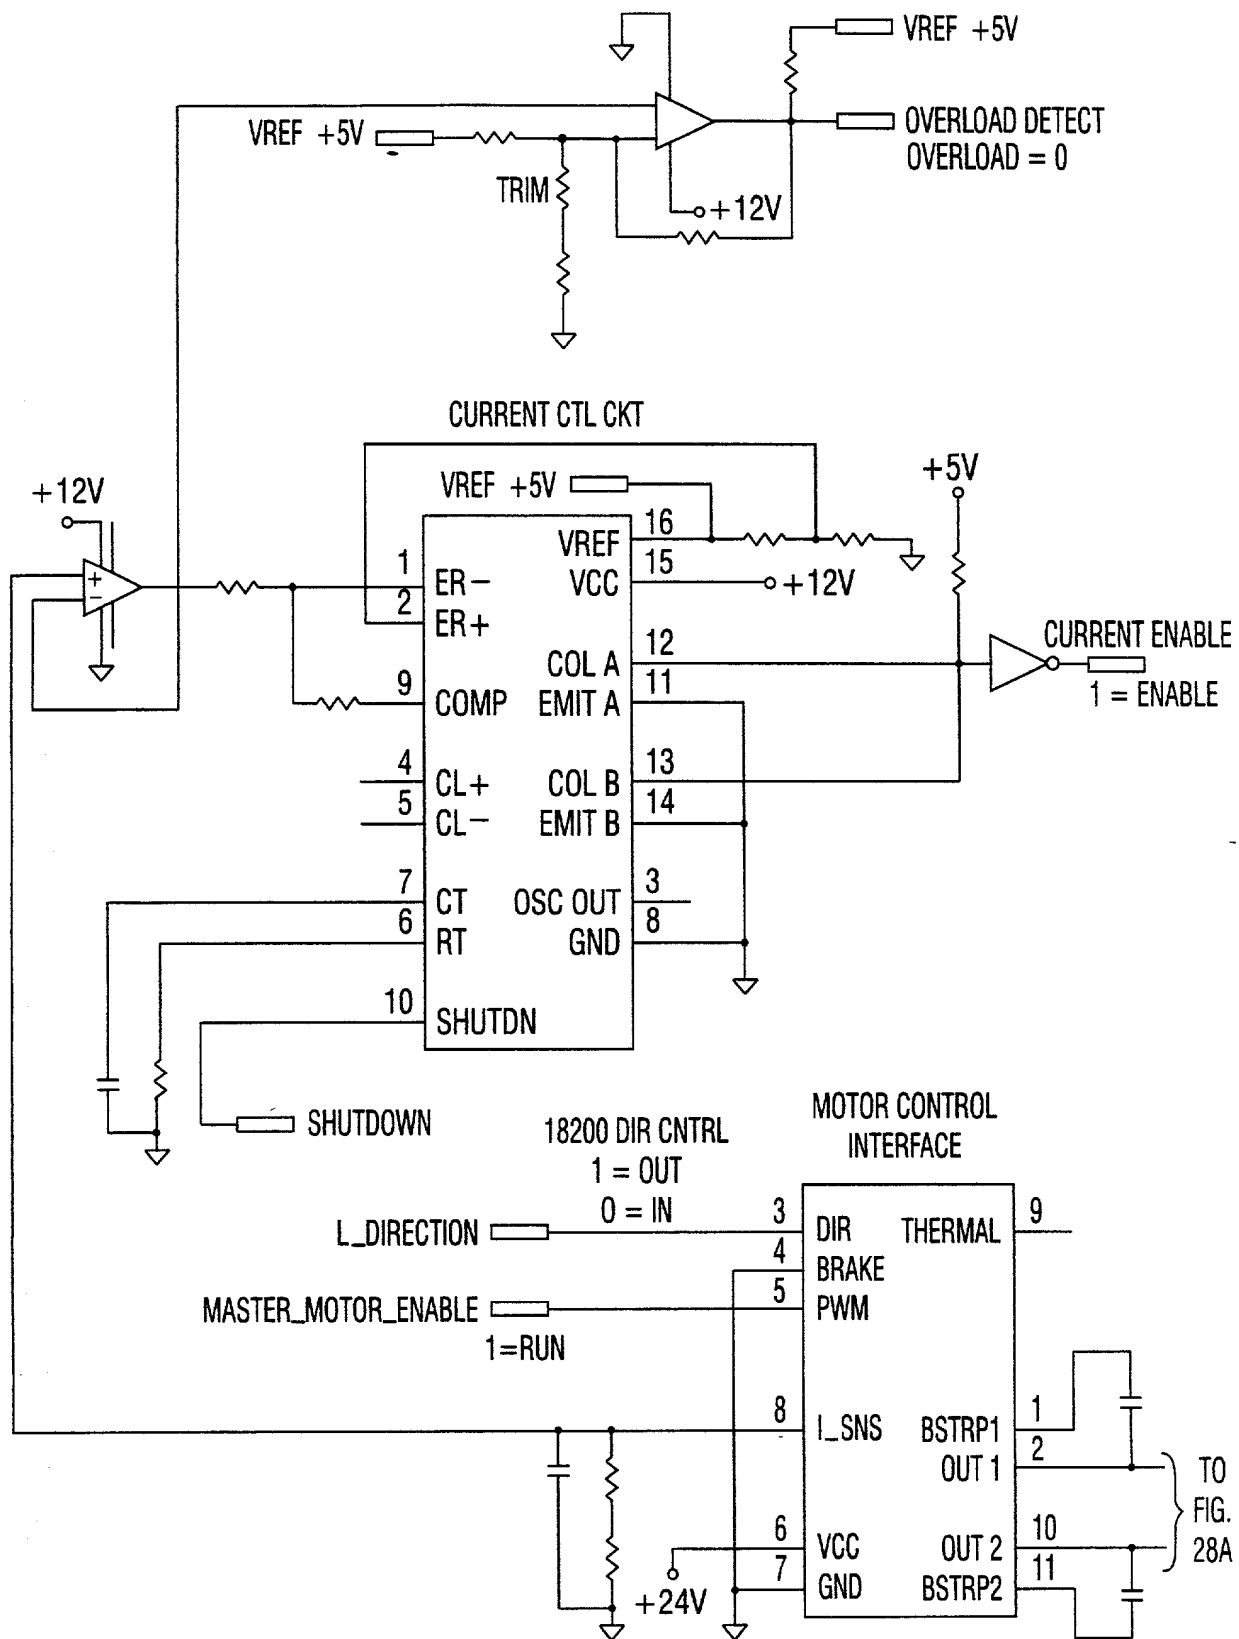 VREF +5V
VREF +5V
OVERLOAD DETECT
OVERLOAD = 0
TRIM
+12V
CURRENT CTL CKT
+5V
+12V
VREF +5V
16
VREF
15
1
ER-
VCC
+12V
2
ER+
CURRENT ENABLE
12
COL A
1 = ENABLE
11
9
COMP
EMIT A
4
13
CL+
COL B
5
14
CL-
EMIT B
7
3
CT
OSC OUT
6
8
RT
GND
10
SHUTDN
MOTOR CONTROL
INTERFACE
SHUTDOWN
18200 DIR CNTRL
1 = OUT
0 = IN
3
9
L_DIRECTION
DIR
THERMAL
4
BRAKE
5
MASTER_MOTOR_ENABLE
PWM
1=RUN
8
1
I_SNS
BSTRP1
2
OUT 1
TO
FIG.
28A
6
10
VCC
OUT 2
7
11
GND
BSTRP2
+24V
+
-